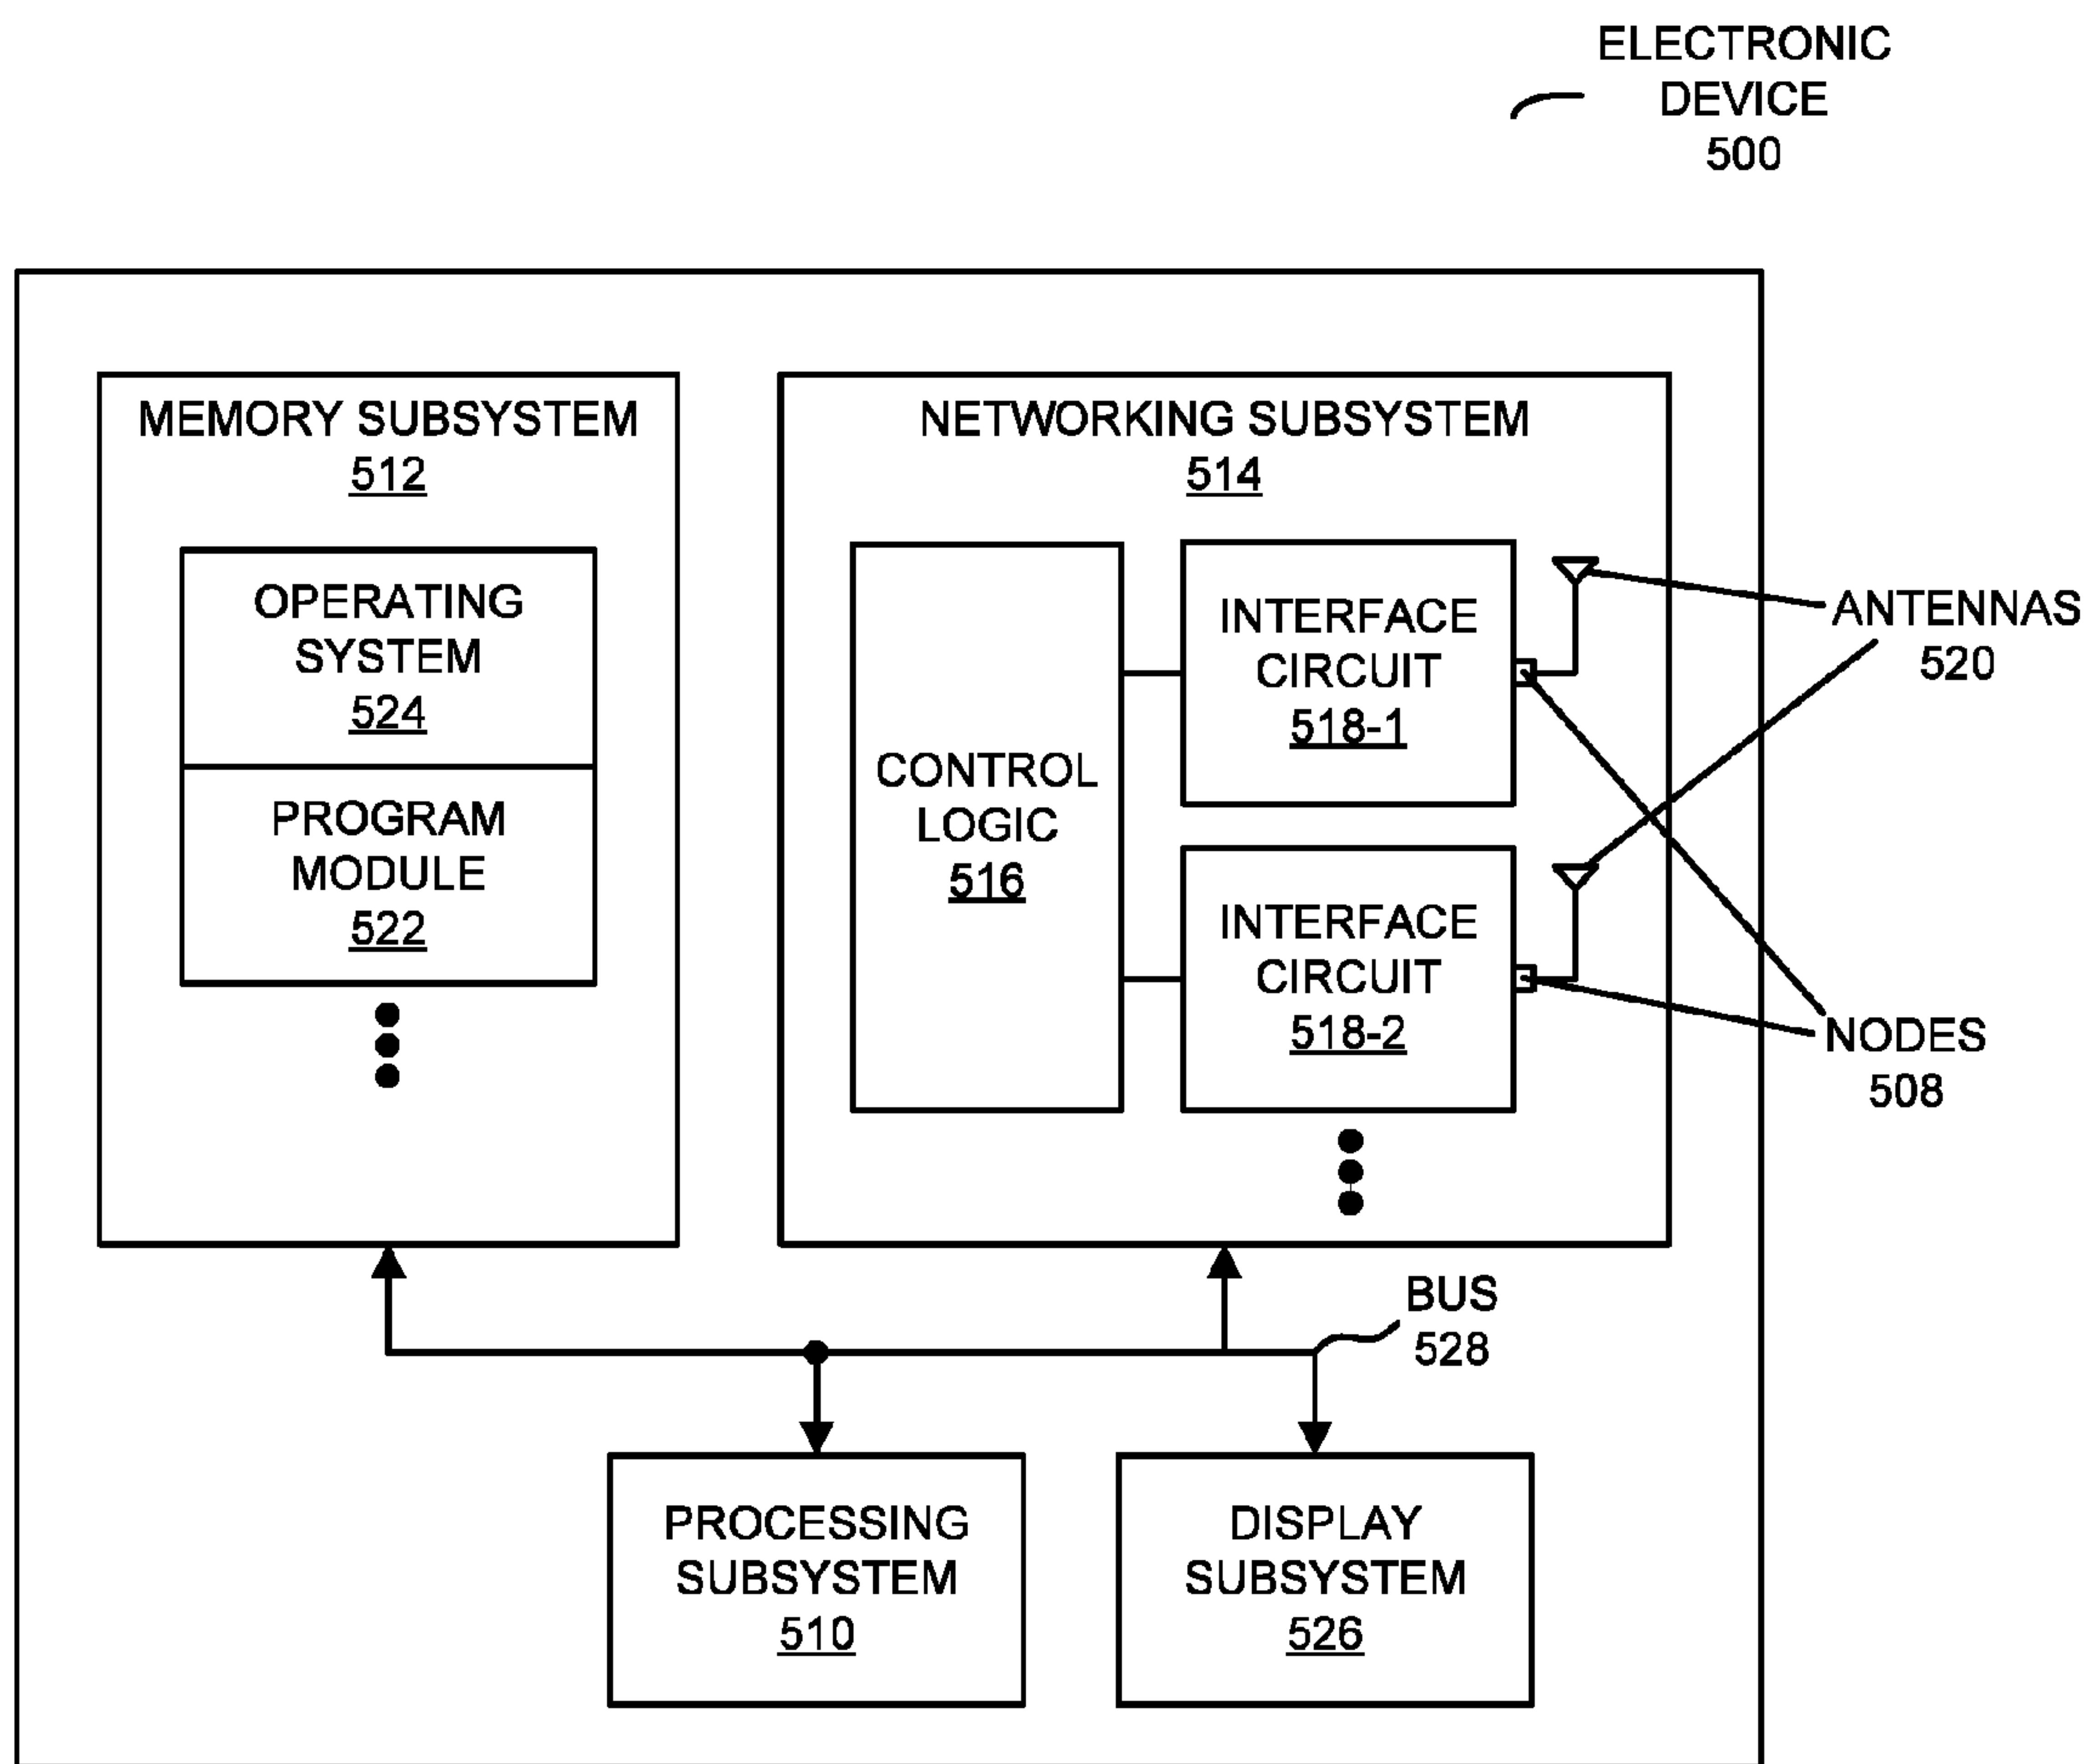 ELECTRONIC
DEVICE
500
MEMORY SUBSYSTEM
512
OPERATING
SYSTEM
524
PROGRAM
MODULE
522
NETWORKING SUBSYSTEM
514
CONTROL
LOGIC
516
INTERFACE
CIRCUIT
518-1
INTERFACE
CIRCUIT
518-2
ANTENNAS
520
NODES
508
BUS
528
PROCESSING
SUBSYSTEM
510
DISPLAY
SUBSYSTEM
526